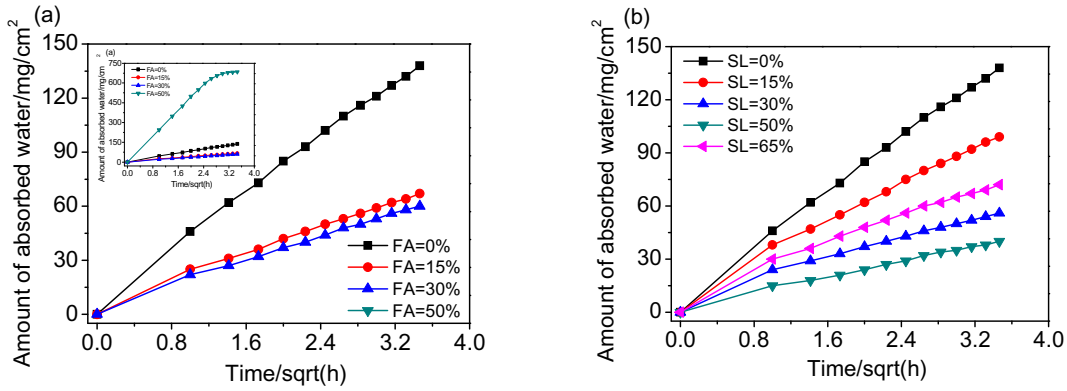 (a)
Amount of absorbed water/mg/cm²
150
120
90
60
30
0
0.0 0.8 1.6 2.4 3.2 4.0
Time/sqrt(h)
FA=0%
FA=15%
FA=30%
FA=50%
(a)
Amount of absorbed water/mg/cm²
750
600
450
300
150
0
0.0 0.6 1.2 1.8 2.4 3.0 3.6
Time/sqrt(h)
FA=0%
FA=15%
FA=30%
FA=50%
(b)
Amount of absorbed water/mg/cm²
150
120
90
60
30
0
0.0 0.8 1.6 2.4 3.2 4.0
Time/sqrt(h)
SL=0%
SL=15%
SL=30%
SL=50%
SL=65%